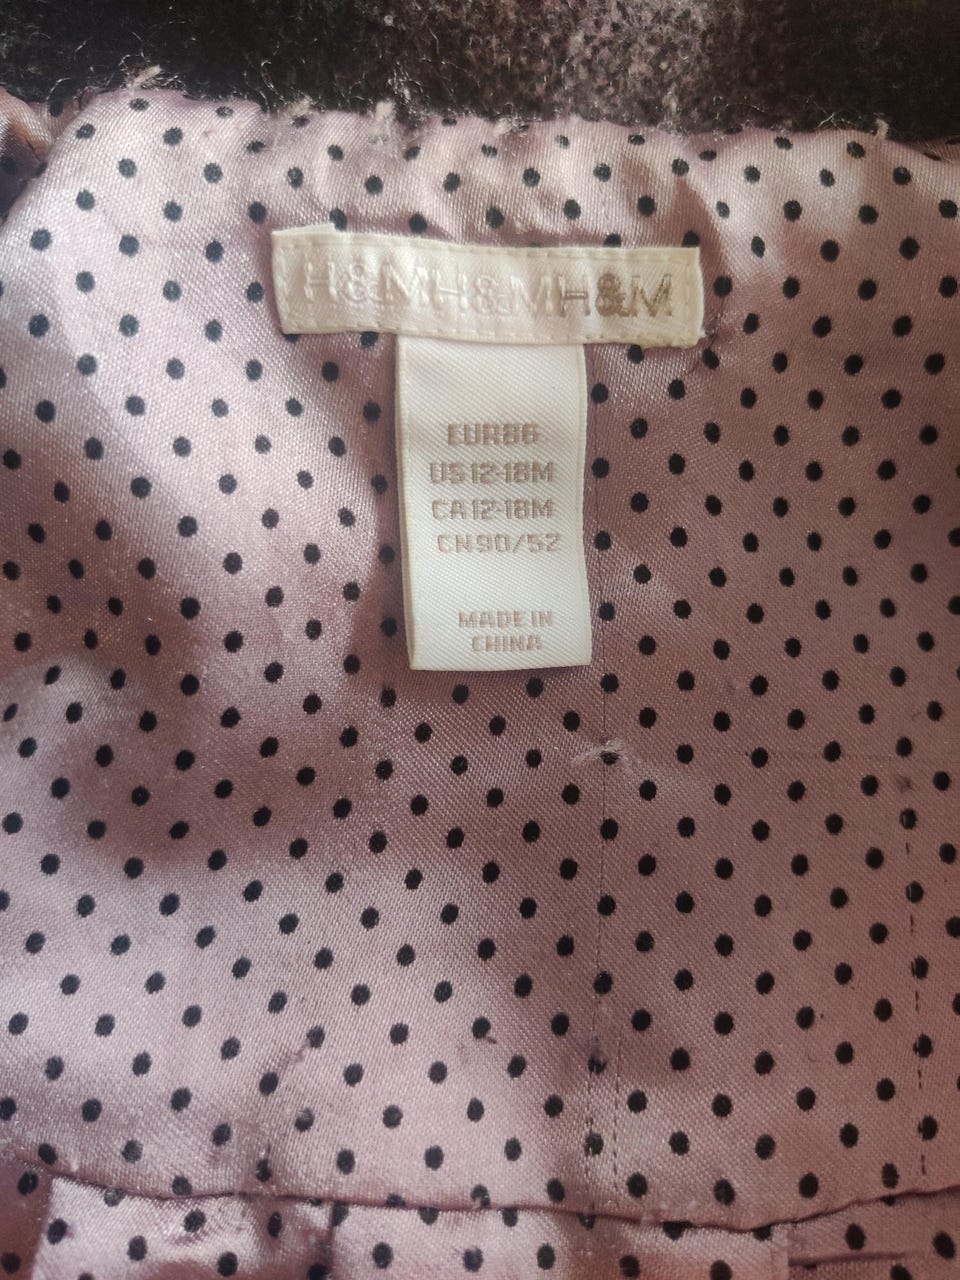 H&MH&MH&M
EUR86
US12-18M
CA12-18M
CN90/52
MADE IN
CHINA